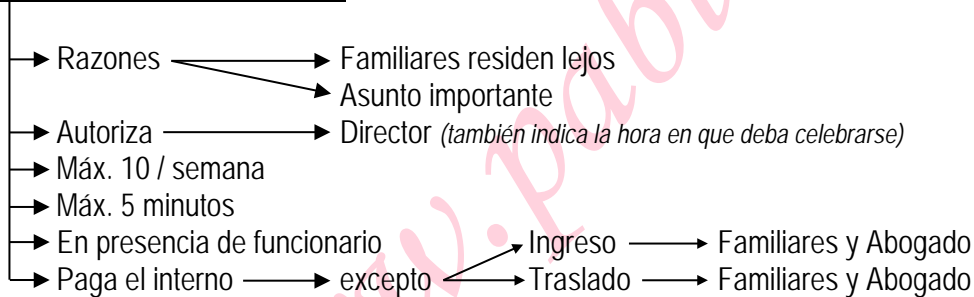 Razones Familiares residen lejos
Asunto importante
Autoriza Director (también indica la hora en que deba celebrarse)
Máx. 10 / semana
Máx. 5 minutos
En presencia de funcionario Ingreso Familiares y Abogado
Paga el interno excepto Traslado Familiares y Abogado